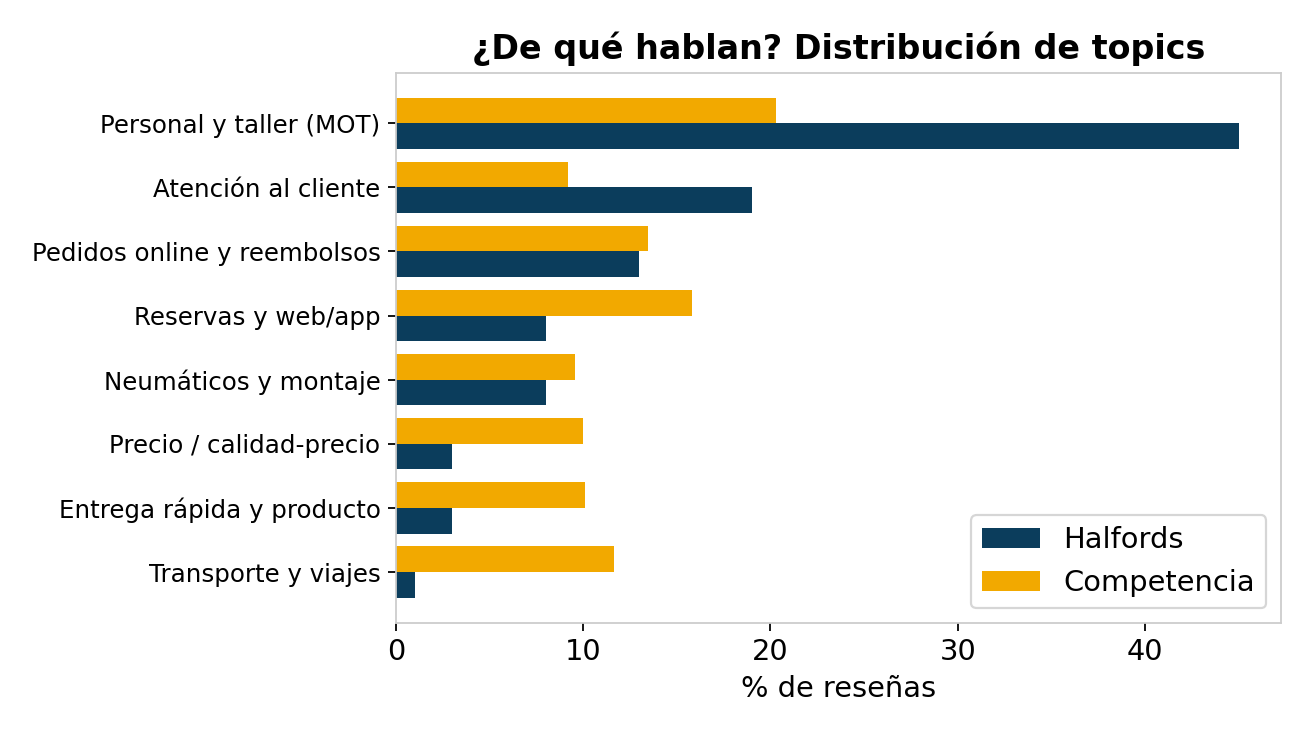 ¿De qué hablan? Distribución de topics
Personal y taller (MOT)
Atención al cliente
Pedidos online y reembolsos
Reservas y web/app
Neumáticos y montaje
Precio / calidad-precio
Entrega rápida y producto
Transporte y viajes
Halfords
Competencia
0 10 20 30 40
% de reseñas